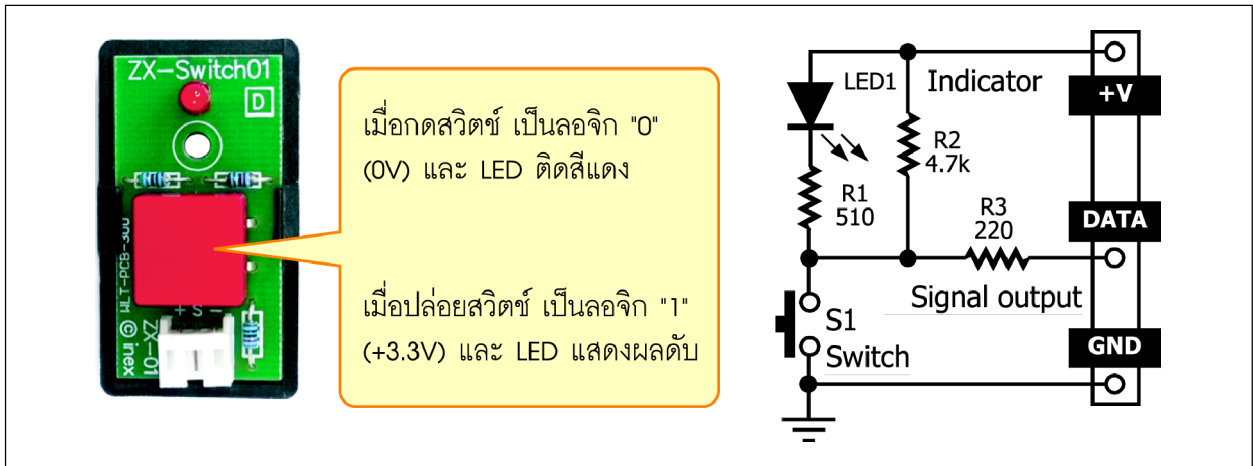 ZX-Switch01
D
WLT-PCB-300
+ S -
ZX-01
© inex
เมื่อกดสวิตช์ เป็นลอจิก "0"
(0V) และ LED ติดสีแดง
เมื่อปล่อยสวิตช์ เป็นลอจิก "1"
(+3.3V) และ LED แสดงผลดับ
LED1
Indicator
+V
R2
4.7k
R1
510
R3
220
DATA
Signal output
S1
Switch
GND